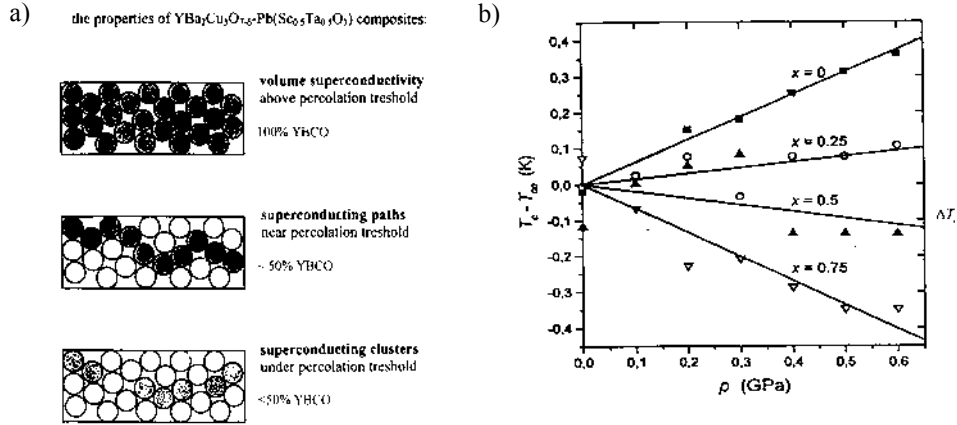 a)
the properties of YBa₂Cu₃O₇₋δ-Pb(Sc₀.₅Ta₀.₅O₃) composites:
volume superconductivity
above percolation treshold
100% YBCO
superconducting paths
near percolation treshold
~ 50% YBCO
superconducting clusters
under percolation treshold
<50% YBCO
b)
0,4
0,3
0,2
0,1
0,0
-0,1
-0,2
-0,3
-0,4
(K)
x = 0
x = 0.25
x = 0.5
x = 0.75
0,0 0,1 0,2 0,3 0,4 0,5 0,6
p (GPa)